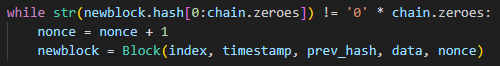 while str(newblock.hash[0:chain.zeroes]) != '0' * chain.zeroes:
    nonce = nonce + 1
    newblock = Block(index, timestamp, prev_hash, data, nonce)